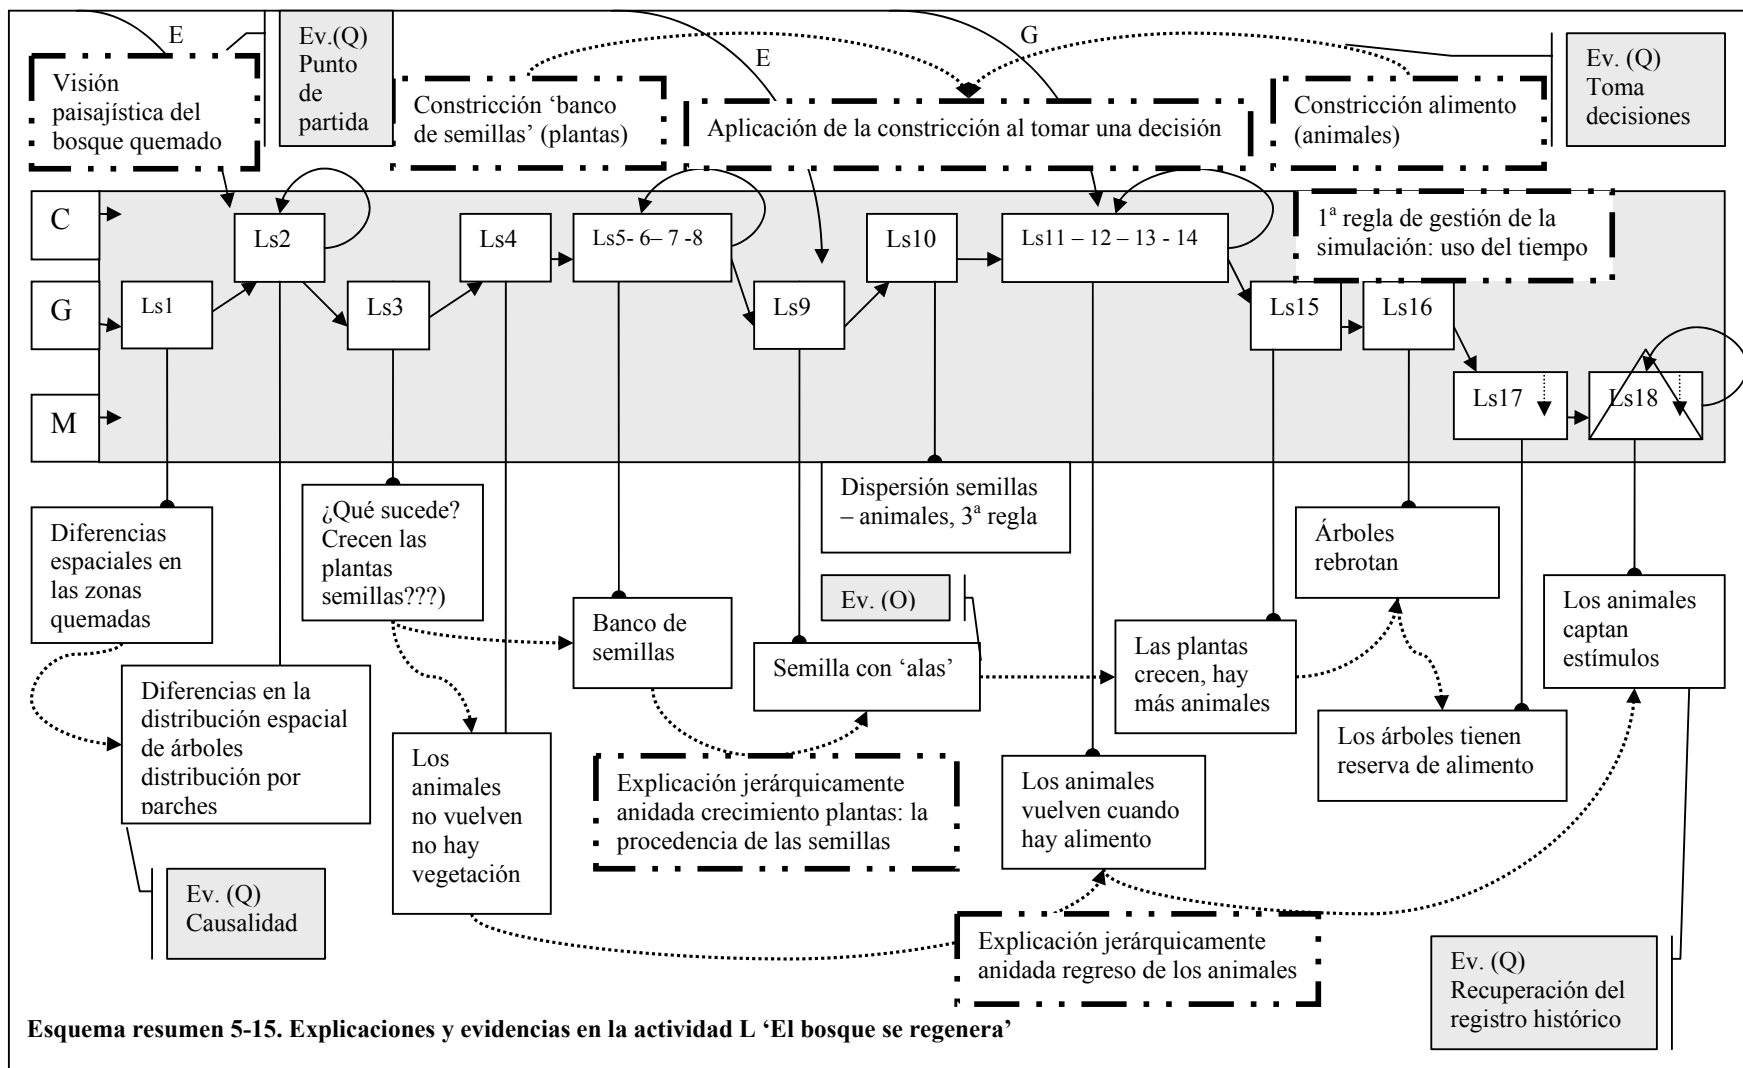 E
Ev.(Q)
Punto
de
partida
E
G
Ev. (Q)
Toma
decisiones
Visión
paisajística del
bosque quemado
Constricción ‘banco
de semillas’ (plantas)
Aplicación de la constricción al tomar una decisión
Constricción alimento
(animales)
1ª regla de gestión de la
simulación: uso del tiempo
C
G
M
Ls1
Ls2
Ls3
Ls4
Ls5- 6– 7 -8
Ls9
Ls10
Ls11 – 12 – 13 - 14
Ls15
Ls16
Ls17
Ls18
Diferencias
espaciales en
las zonas
quemadas
¿Qué sucede?
Crecen las
plantas
semillas???)
Dispersión semillas
– animales, 3ª regla
Árboles
rebrotan
Ev. (O)
Los animales
captan
estímulos
Banco de
semillas
Semilla con ‘alas’
Las plantas
crecen, hay
más animales
Diferencias en la
distribución espacial
de árboles
distribución por
parches
Los
animales
no vuelven
no hay
vegetación
Explicación jerárquicamente
anidada crecimiento plantas: la
procedencia de las semillas
Los animales
vuelven cuando
hay alimento
Los árboles tienen
reserva de alimento
Ev. (Q)
Causalidad
Explicación jerárquicamente
anidada regreso de los animales
Ev. (Q)
Recuperación del
registro histórico
Esquema resumen 5-15. Explicaciones y evidencias en la actividad L ‘El bosque se regenera’